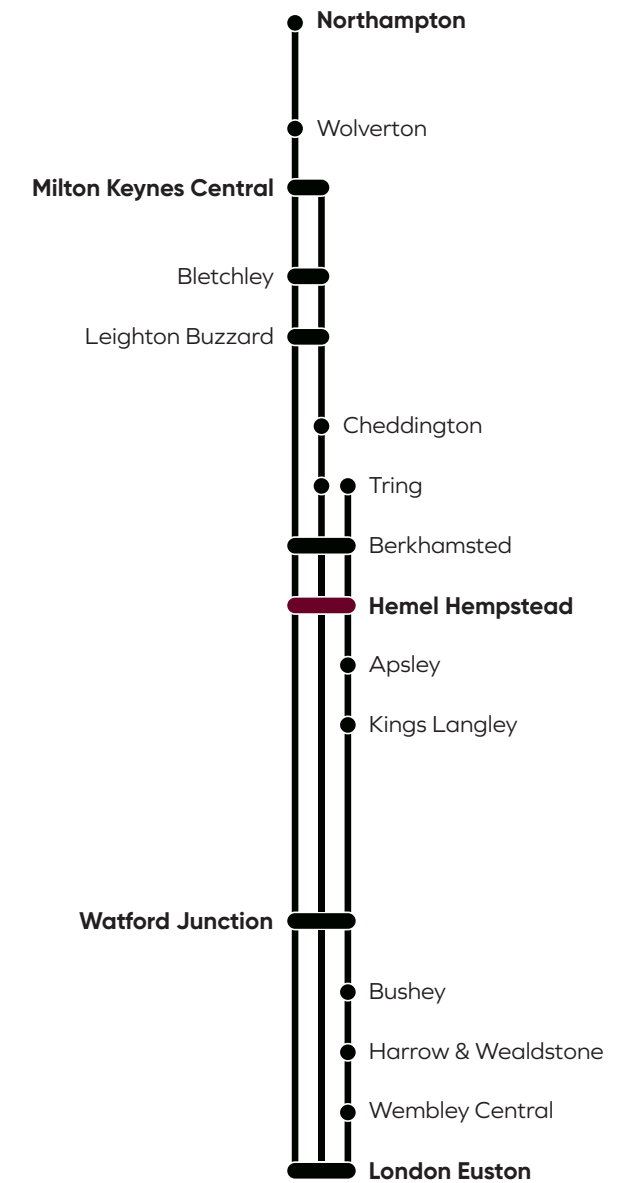 Northampton
Wolverton
Milton Keynes Central
Bletchley
Leighton Buzzard
Cheddington
Tring
Berkhamsted
Hemel Hempstead
Apsley
Kings Langley
Watford Junction
Bushey
Harrow & Wealdstone
Wembley Central
London Euston